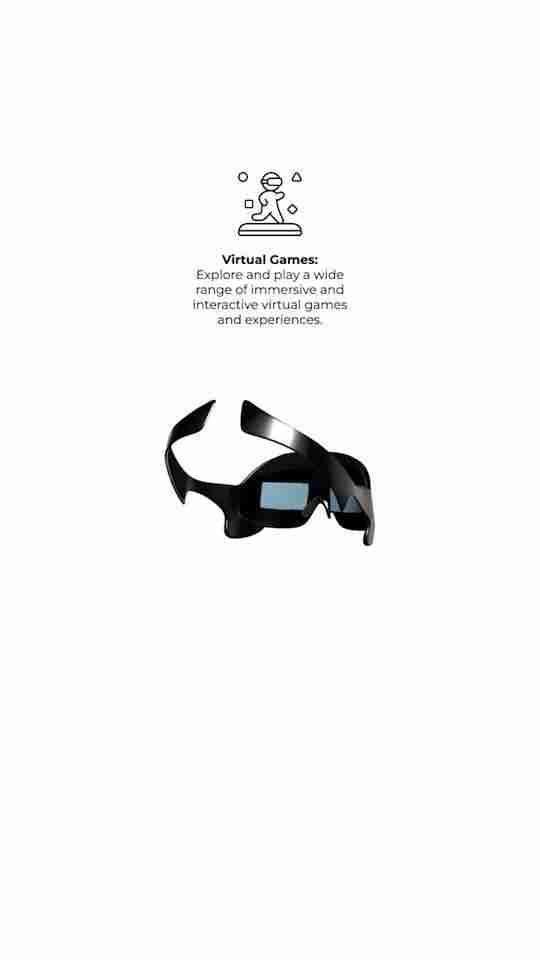 Virtual Games:
Explore and play a wide
range of immersive and
interactive virtual games
and experiences.